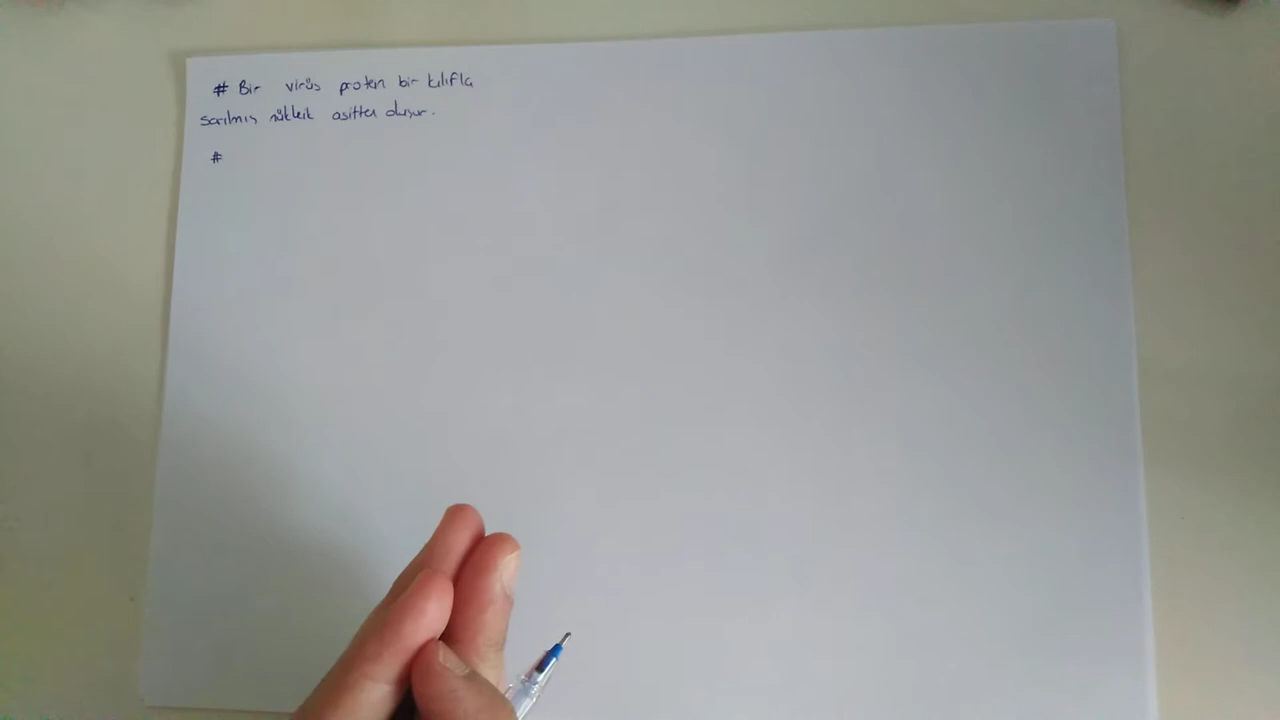 # Bir virüs protein bir kılıfla
sarılmış nükleik asitten oluşur.
#